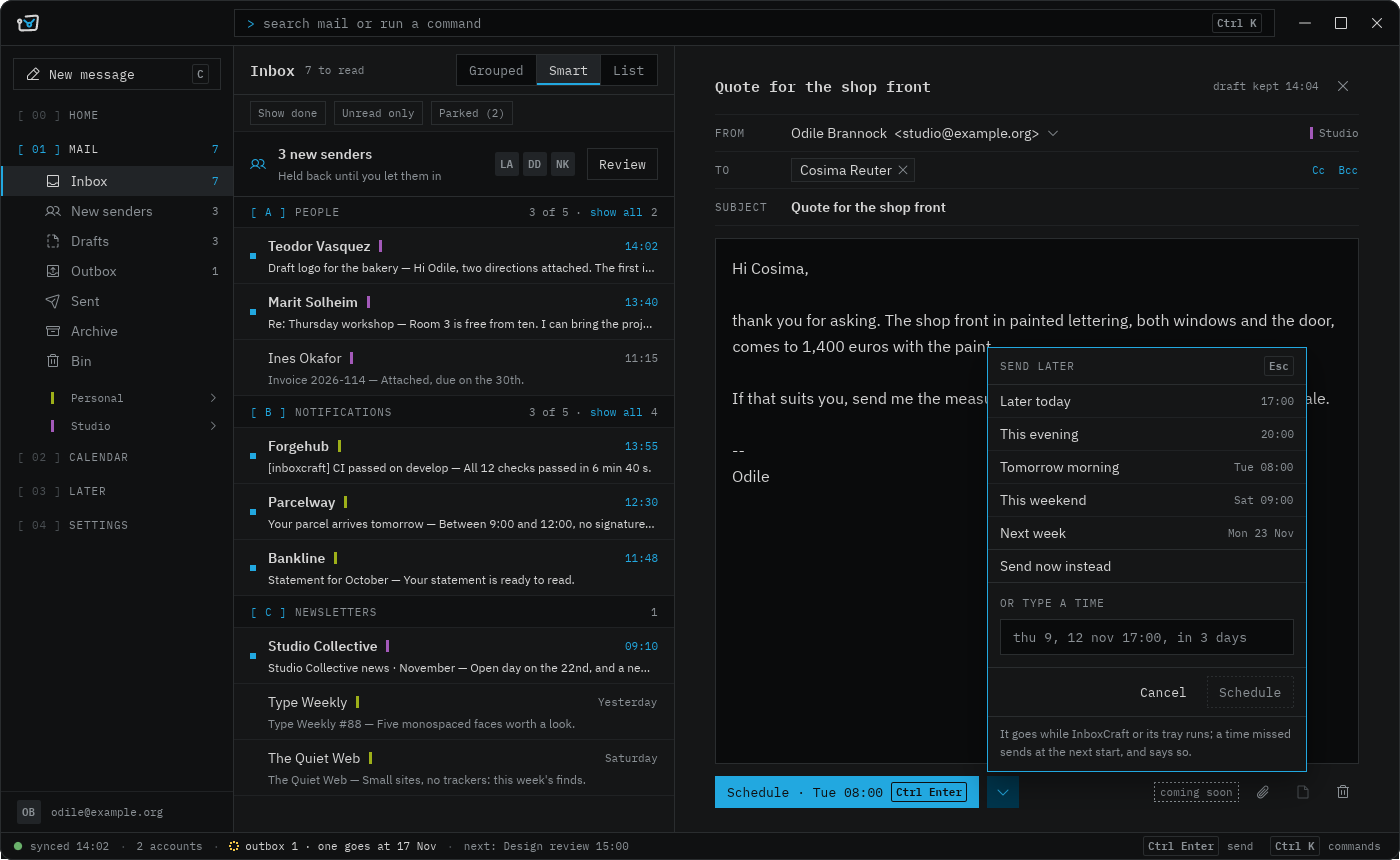 > search mail or run a command
Ctrl K
New message C
[ 00 ] HOME
[ 01 ] MAIL 7
Inbox 7
New senders 3
Drafts 3
Outbox 1
Sent
Archive
Bin
Personal
Studio
[ 02 ] CALENDAR
[ 03 ] LATER
[ 04 ] SETTINGS
OB odile@example.org
Inbox 7 to read
Grouped Smart List
Show done Unread only Parked (2)
3 new senders
Held back until you let them in
LA DD NK Review
[ A ] PEOPLE 3 of 5 · show all 2
Teodor Vasquez 14:02
Draft logo for the bakery — Hi Odile, two directions attached. The first i…
Marit Solheim 13:40
Re: Thursday workshop — Room 3 is free from ten. I can bring the proj…
Ines Okafor 11:15
Invoice 2026-114 — Attached, due on the 30th.
[ B ] NOTIFICATIONS 3 of 5 · show all 4
Forgehub 13:55
[inboxcraft] CI passed on develop — All 12 checks passed in 6 min 40 s.
Parcelway 12:30
Your parcel arrives tomorrow — Between 9:00 and 12:00, no signature…
Bankline 11:48
Statement for October — Your statement is ready to read.
[ C ] NEWSLETTERS 1
Studio Collective 09:10
Studio Collective news · November — Open day on the 22nd, and a ne…
Type Weekly Yesterday
Type Weekly #88 — Five monospaced faces worth a look.
The Quiet Web Saturday
The Quiet Web — Small sites, no trackers: this week's finds.
Quote for the shop front draft kept 14:04
FROM Odile Brannock <studio@example.org> Studio
TO Cosima Reuter Cc Bcc
SUBJECT Quote for the shop front
Hi Cosima,
thank you for asking. The shop front in painted lettering, both windows and the door,
comes to 1,400 euros with the paint
If that suits you, send me the measu ale.
--
Odile
SEND LATER Esc
Later today 17:00
This evening 20:00
Tomorrow morning Tue 08:00
This weekend Sat 09:00
Next week Mon 23 Nov
Send now instead
OR TYPE A TIME
thu 9, 12 nov 17:00, in 3 days
Cancel Schedule
It goes while InboxCraft or its tray runs; a time missed
sends at the next start, and says so.
Schedule · Tue 08:00 Ctrl Enter
coming soon
synced 14:02 · 2 accounts · outbox 1 · one goes at 17 Nov · next: Design review 15:00
Ctrl Enter send Ctrl K commands